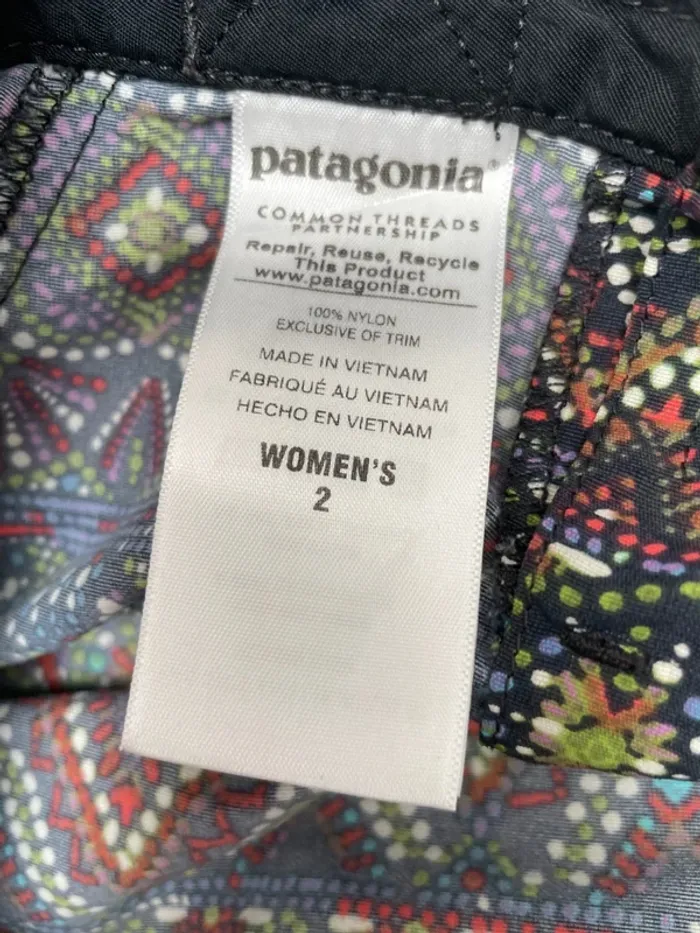 patagonia®
COMMON THREADS
PARTNERSHIP
Repair, Reuse, Recycle
This Product
www.patagonia.com
100% NYLON
EXCLUSIVE OF TRIM
MADE IN VIETNAM
FABRIQUÉ AU VIETNAM
HECHO EN VIETNAM
WOMEN'S
2